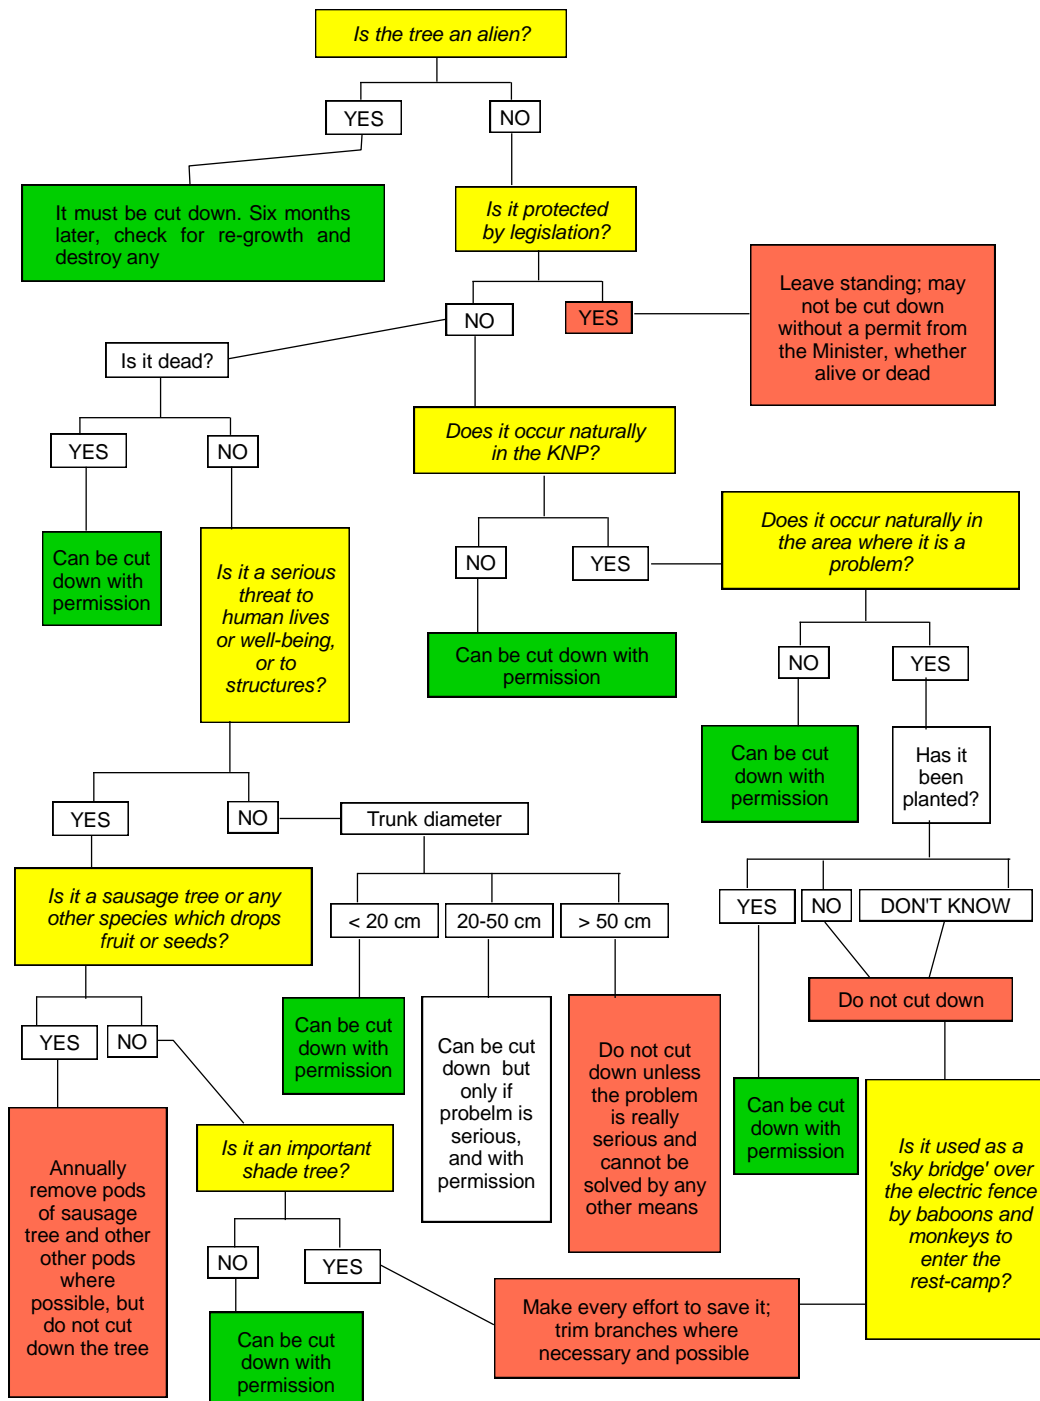 Is the tree an alien?
YES
NO
It must be cut down. Six months
later, check for re-growth and
destroy any
Is it protected
by legislation?
NO
YES
Leave standing; may
not be cut down
without a permit from
the Minister, whether
alive or dead
Is it dead?
YES
NO
Can be cut
down with
permission
Does it occur naturally
in the KNP?
NO
YES
Can be cut down with
permission
Does it occur naturally in
the area where it is a
problem?
NO
YES
Can be cut
down with
permission
Has it
been
planted?
YES
NO
DON'T KNOW
Can be cut
down with
permission
Do not cut down
Is it used as a
'sky bridge' over
the electric fence
by baboons and
monkeys to
enter the
rest-camp?
Is it a serious
threat to
human lives
or well-being,
or to
structures?
YES
NO
Trunk diameter
< 20 cm
20-50 cm
> 50 cm
Can be cut
down with
permission
Can be cut
down but
only if
probelm is
serious,
and with
permission
Do not cut
down unless
the problem
is really
serious and
cannot be
solved by any
other means
Is it a sausage tree or any
other species which drops
fruit or seeds?
YES
NO
Annually
remove pods
of sausage
tree and other
other pods
where
possible, but
do not cut
down the tree
Is it an important
shade tree?
NO
YES
Can be cut
down with
permission
Make every effort to save it;
trim branches where
necessary and possible